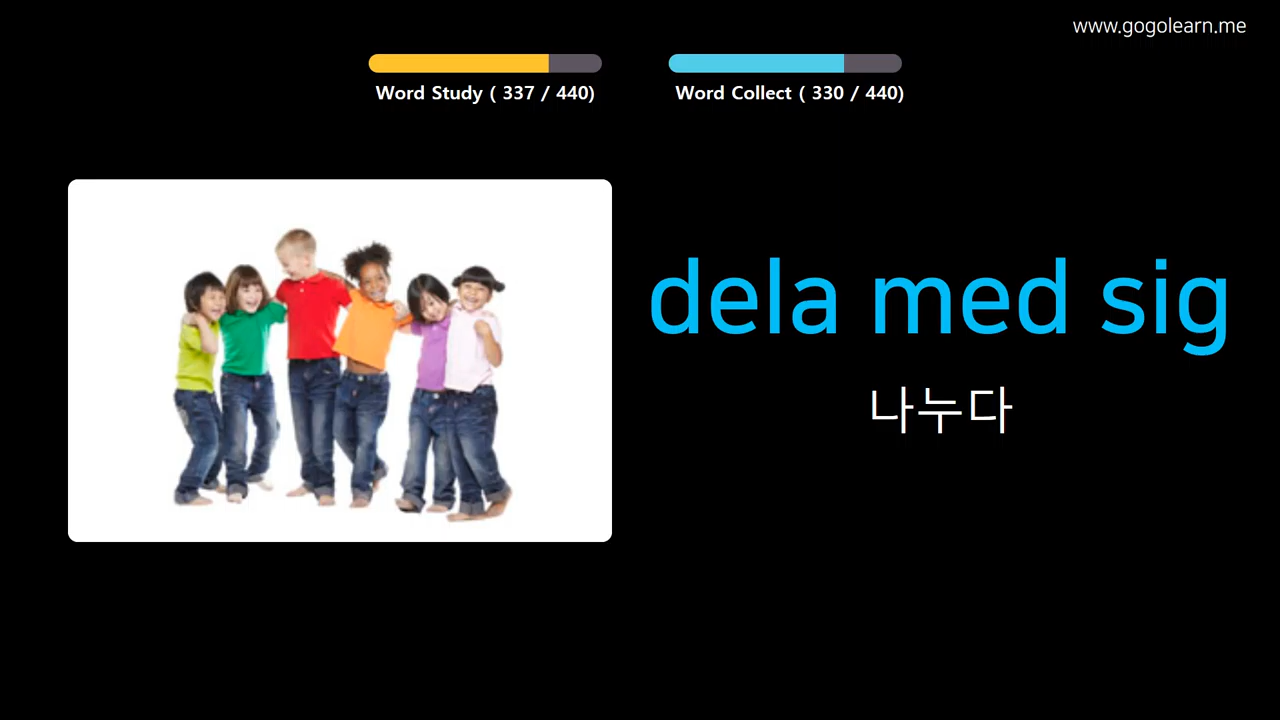 www.gogolearn.me
Word Study ( 337 / 440)
Word Collect ( 330 / 440)
dela med sig
나누다